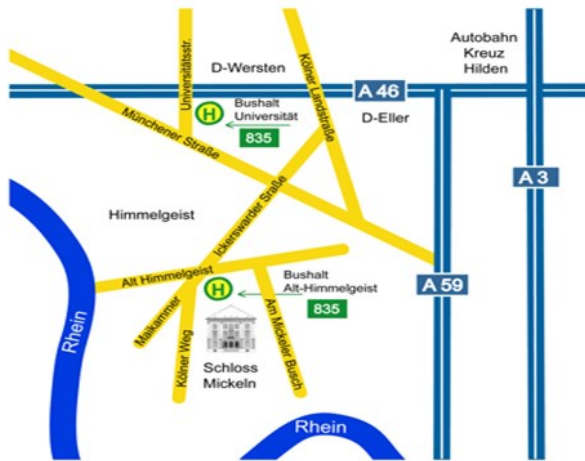 Universitätsstr.
Kölner Landstraße
Autobahn
Kreuz
Hilden
D-Wersten
A 46
H
Bushalt
Universität
835
D-Eller
Münchener Straße
A 3
Ickerswarder Sraße
Himmelgeist
Alt Himmelgeist
H
Bushalt
Alt-Himmelgeist
835
A 59
Maikammer
Kölner Weg
Am Mickeler Busch
Rhein
Schloss
Mickeln
Rhein